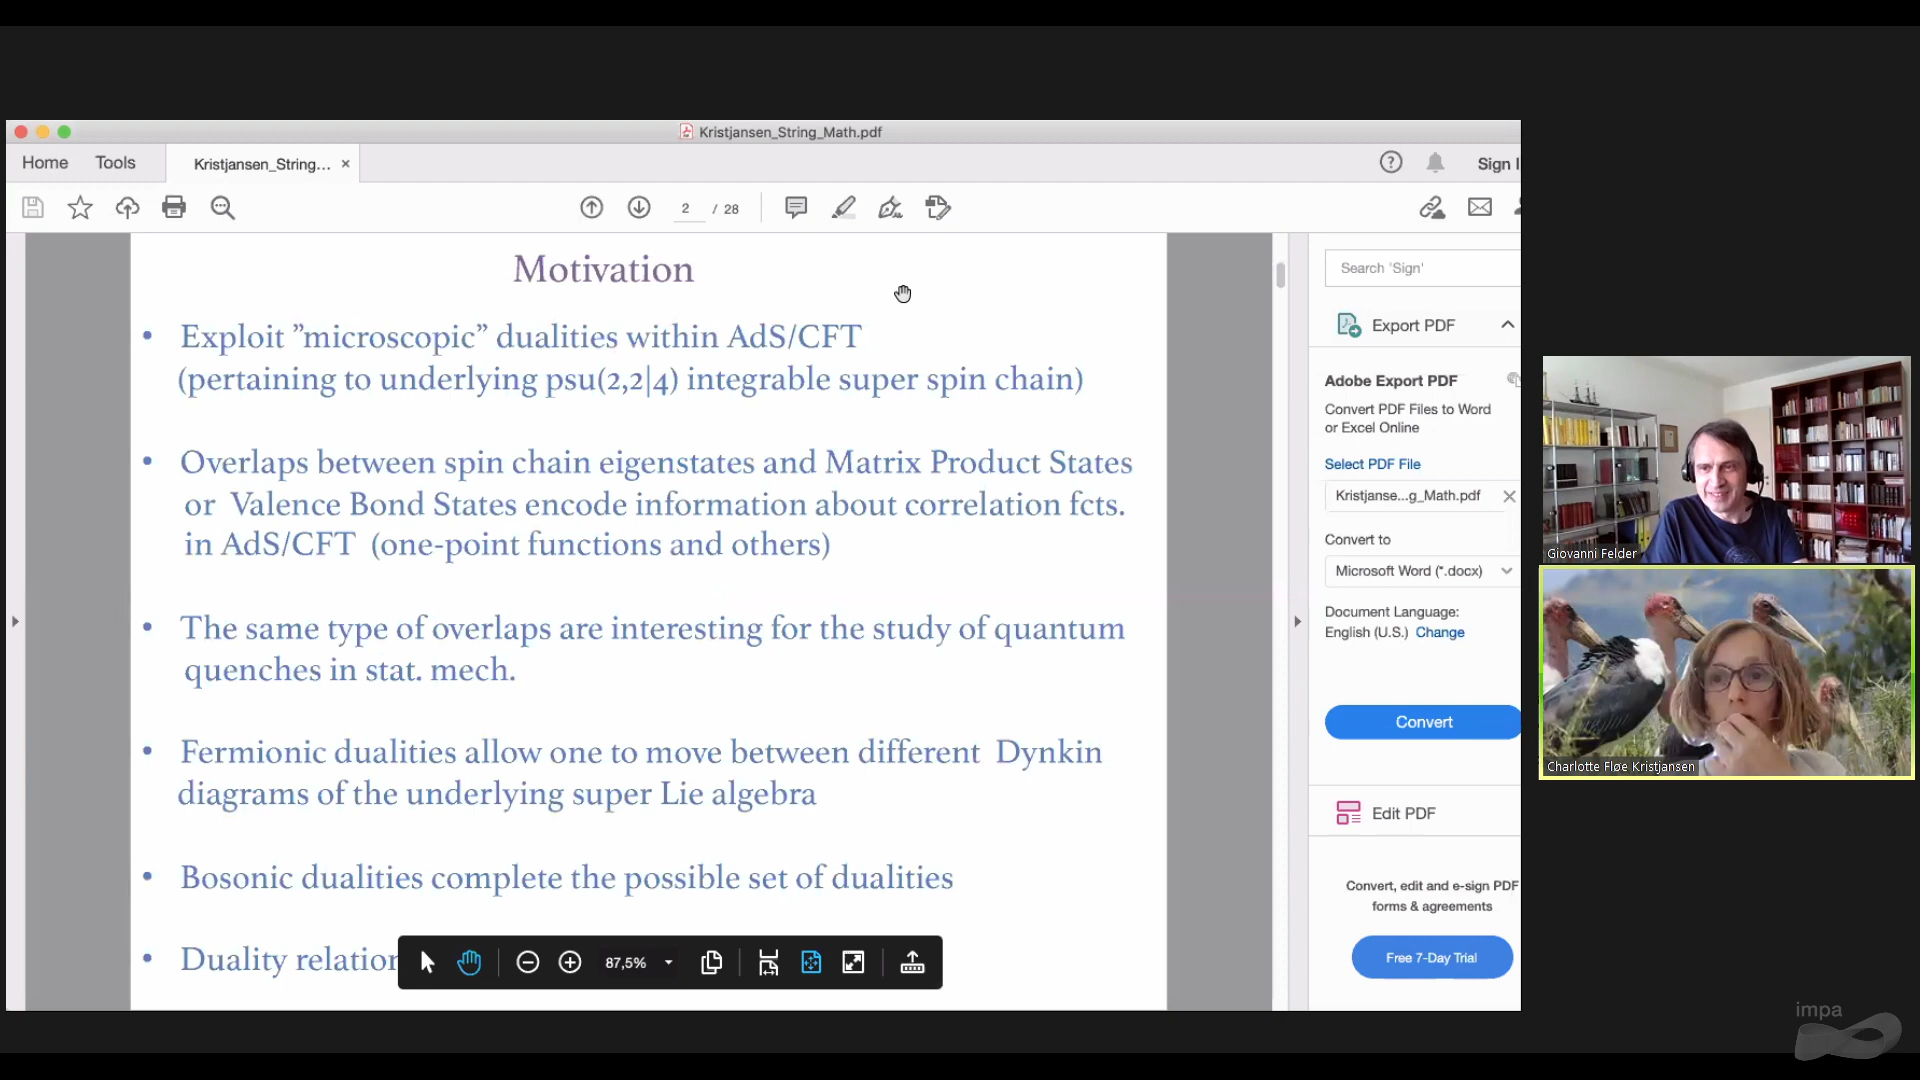 Kristjansen_String_Math.pdf
Home Tools Kristjansen_String... × Sign I
2 / 28
Motivation
• Exploit ”microscopic” dualities within AdS/CFT
(pertaining to underlying psu(2,2|4) integrable super spin chain)
• Overlaps between spin chain eigenstates and Matrix Product States
or Valence Bond States encode information about correlation fcts.
in AdS/CFT (one-point functions and others)
• The same type of overlaps are interesting for the study of quantum
quenches in stat. mech.
• Fermionic dualities allow one to move between different Dynkin
diagrams of the underlying super Lie algebra
• Bosonic dualities complete the possible set of dualities
• Duality relation
87,5%
Search 'Sign'
Export PDF
Adobe Export PDF
Convert PDF Files to Word
or Excel Online
Select PDF File
Kristjanse...g_Math.pdf
Convert to
Microsoft Word (*.docx)
Document Language:
English (U.S.) Change
Convert
Edit PDF
Convert, edit and e-sign PDF
forms & agreements
Free 7-Day Trial
Giovanni Felder
Charlotte Fløe Kristjansen
impa